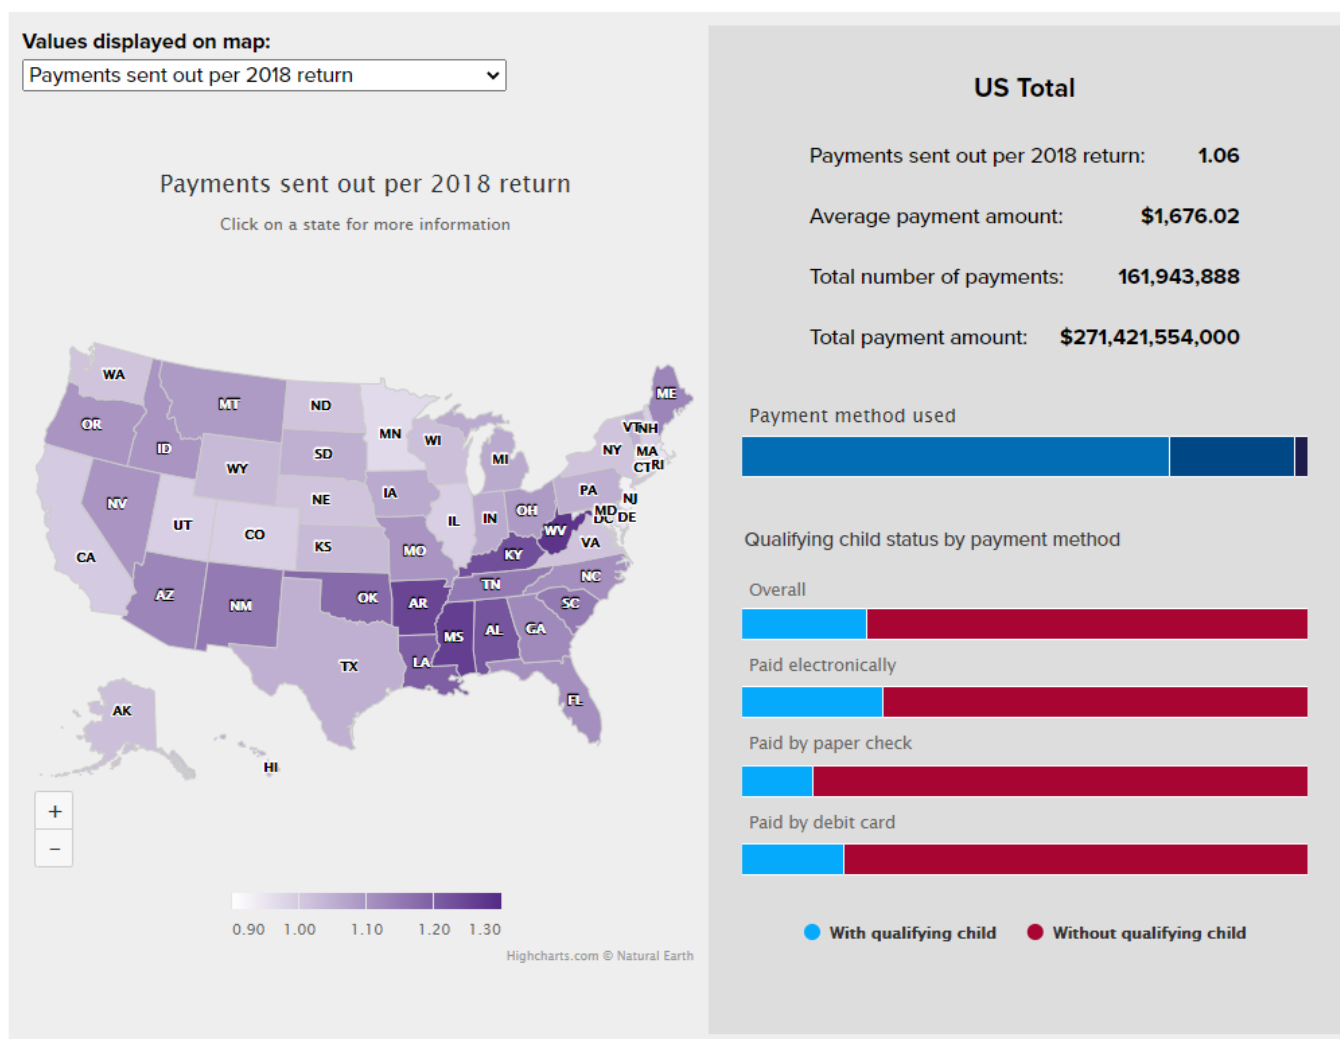 Values displayed on map:
Payments sent out per 2018 return
Payments sent out per 2018 return
Click on a state for more information
WA
MT
ND
ME
OR
MN
VT
NH
ID
SD
WI
NY
MA
WY
MI
CT
RI
NV
NE
IA
PA
NJ
UT
CO
IL
IN
OH
MD
DC
DE
CA
KS
MO
WV
VA
KY
AZ
NM
OK
AR
TN
NC
SC
MS
AL
GA
TX
LA
FL
AK
HI
+
−
0.90 1.00 1.10 1.20 1.30
Highcharts.com © Natural Earth
US Total
Payments sent out per 2018 return: 1.06
Average payment amount: $1,676.02
Total number of payments: 161,943,888
Total payment amount: $271,421,554,000
Payment method used
Qualifying child status by payment method
Overall
Paid electronically
Paid by paper check
Paid by debit card
With qualifying child Without qualifying child